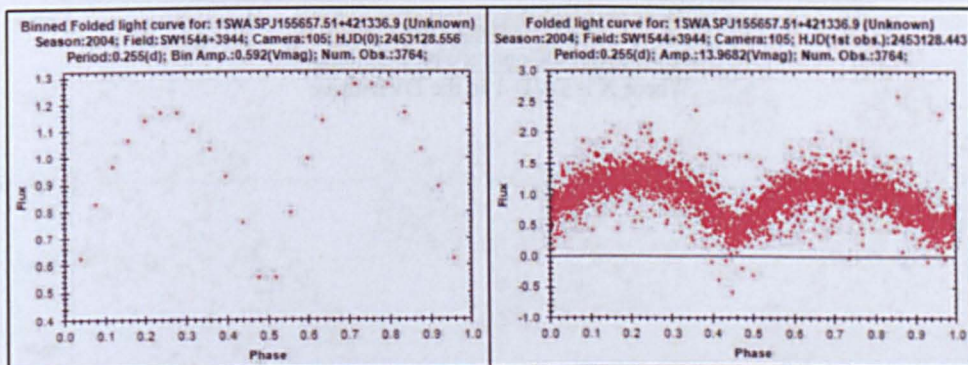 Binned Folded light curve for: 1SWASPJ155657.51+421336.9 (Unknown)
Season:2004; Field:SW1544+3944; Camera:105; HJD(0):2453128.556
Period:0.255(d); Bin Amp.:0.592(Vmag); Num. Obs.:3764;
1.3
1.2
1.1
1.0
0.9
0.8
0.7
0.6
0.5
0.4
Flux
0.0 0.1 0.2 0.3 0.4 0.5 0.6 0.7 0.8 0.9 1.0
Phase
Folded light curve for: 1SWASPJ155657.51+421336.9 (Unknown)
Season:2004; Field:SW1544+3944; Camera:105; HJD(1st obs.):2453128.443
Period:0.255(d); Amp.:13.9682(Vmag); Num. Obs.:3764;
3.0
2.5
2.0
1.5
1.0
0.5
0.0
-0.5
-1.0
Flux
0.0 0.1 0.2 0.3 0.4 0.5 0.6 0.7 0.8 0.9 1.0
Phase